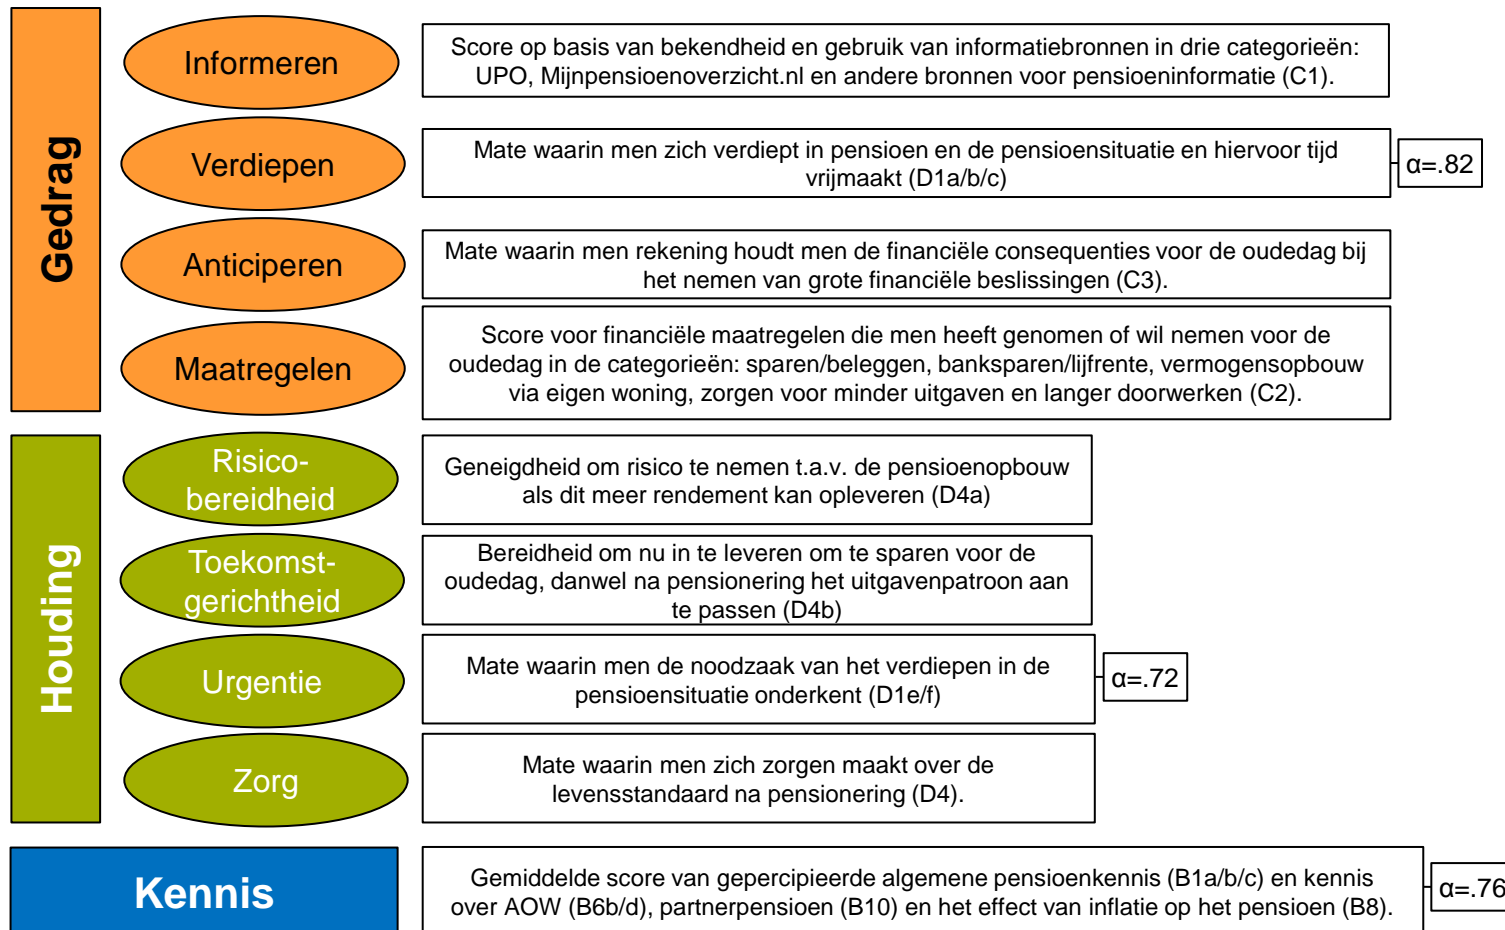 Gedrag
Informeren
Score op basis van bekendheid en gebruik van informatiebronnen in drie categorieën:
UPO, Mijnpensioenoverzicht.nl en andere bronnen voor pensioeninformatie (C1).
Verdiepen
Mate waarin men zich verdiept in pensioen en de pensioensituatie en hiervoor tijd
vrijmaakt (D1a/b/c)
α=.82
Anticiperen
Mate waarin men rekening houdt men de financiële consequenties voor de oudedag bij
het nemen van grote financiële beslissingen (C3).
Maatregelen
Score voor financiële maatregelen die men heeft genomen of wil nemen voor de
oudedag in de categorieën: sparen/beleggen, banksparen/lijfrente, vermogensopbouw
via eigen woning, zorgen voor minder uitgaven en langer doorwerken (C2).
Houding
Risico-
bereidheid
Geneigdheid om risico te nemen t.a.v. de pensioenopbouw
als dit meer rendement kan opleveren (D4a)
Toekomst-
gerichtheid
Bereidheid om nu in te leveren om te sparen voor de
oudedag, danwel na pensionering het uitgavenpatroon aan
te passen (D4b)
Urgentie
Mate waarin men de noodzaak van het verdiepen in de
pensioensituatie onderkent (D1e/f)
α=.72
Zorg
Mate waarin men zich zorgen maakt over de
levensstandaard na pensionering (D4).
Kennis
Gemiddelde score van gepercipieerde algemene pensioenkennis (B1a/b/c) en kennis
over AOW (B6b/d), partnerpensioen (B10) en het effect van inflatie op het pensioen (B8).
α=.76